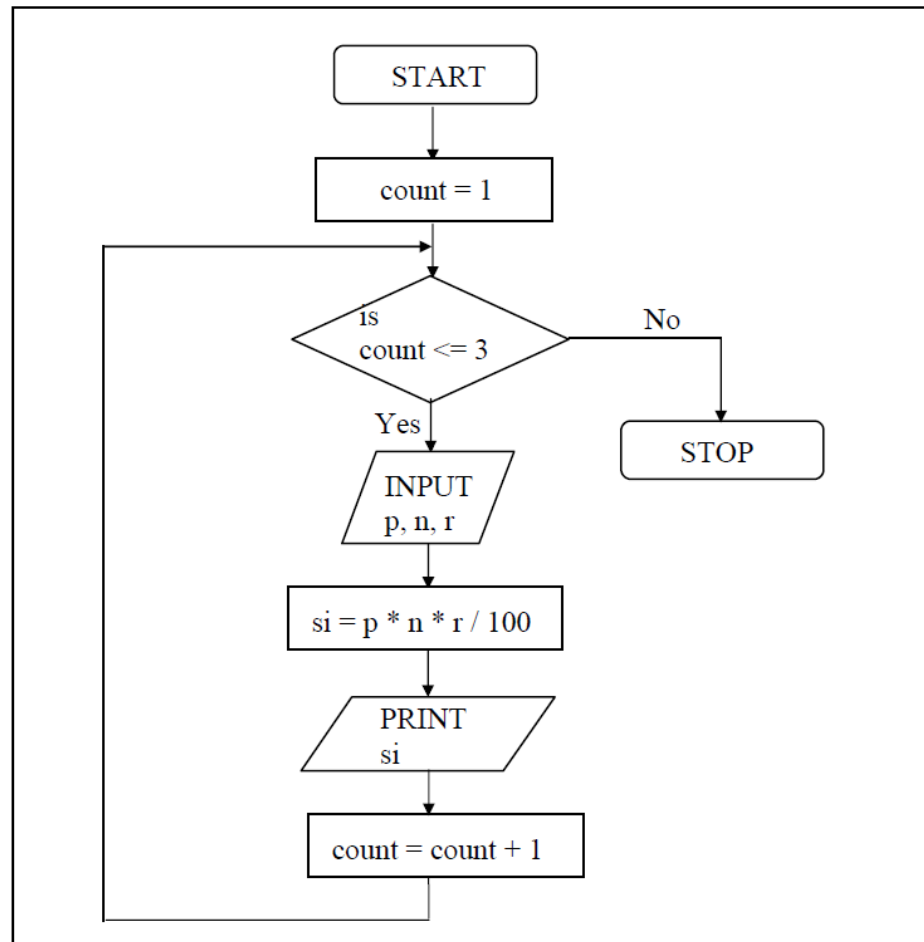 START
count = 1
is
count <= 3
No
Yes
STOP
INPUT
p, n, r
si = p * n * r / 100
PRINT
si
count = count + 1